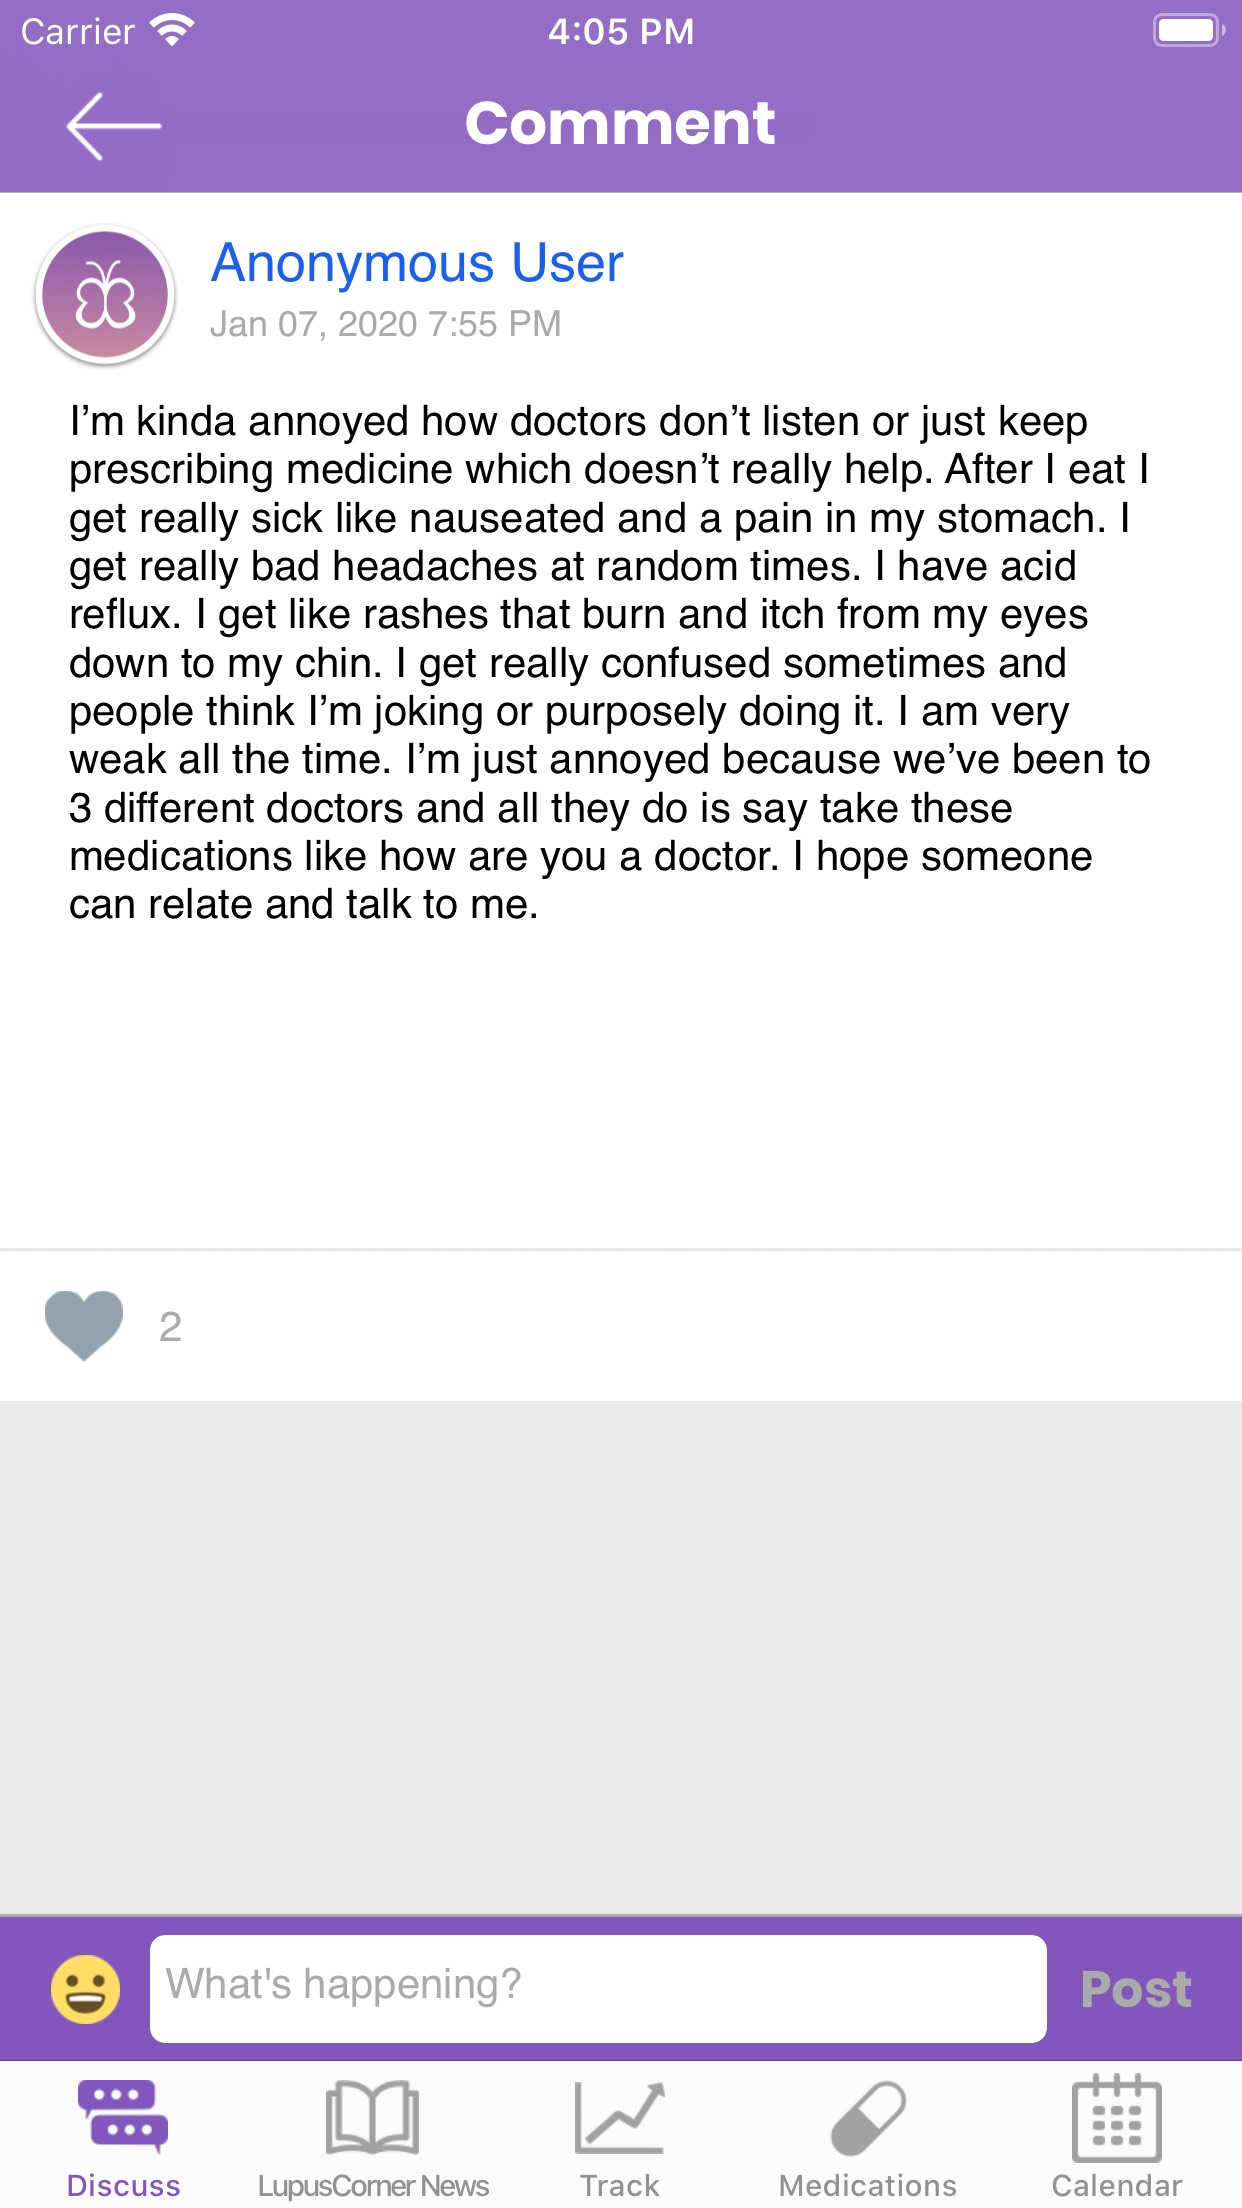 Carrier 4:05 PM
Comment
Anonymous User
Jan 07, 2020 7:55 PM
I’m kinda annoyed how doctors don’t listen or just keep
prescribing medicine which doesn’t really help. After I eat I
get really sick like nauseated and a pain in my stomach. I
get really bad headaches at random times. I have acid
reflux. I get like rashes that burn and itch from my eyes
down to my chin. I get really confused sometimes and
people think I’m joking or purposely doing it. I am very
weak all the time. I’m just annoyed because we’ve been to
3 different doctors and all they do is say take these
medications like how are you a doctor. I hope someone
can relate and talk to me.
2
What's happening? Post
Discuss LupusCorner News Track Medications Calendar